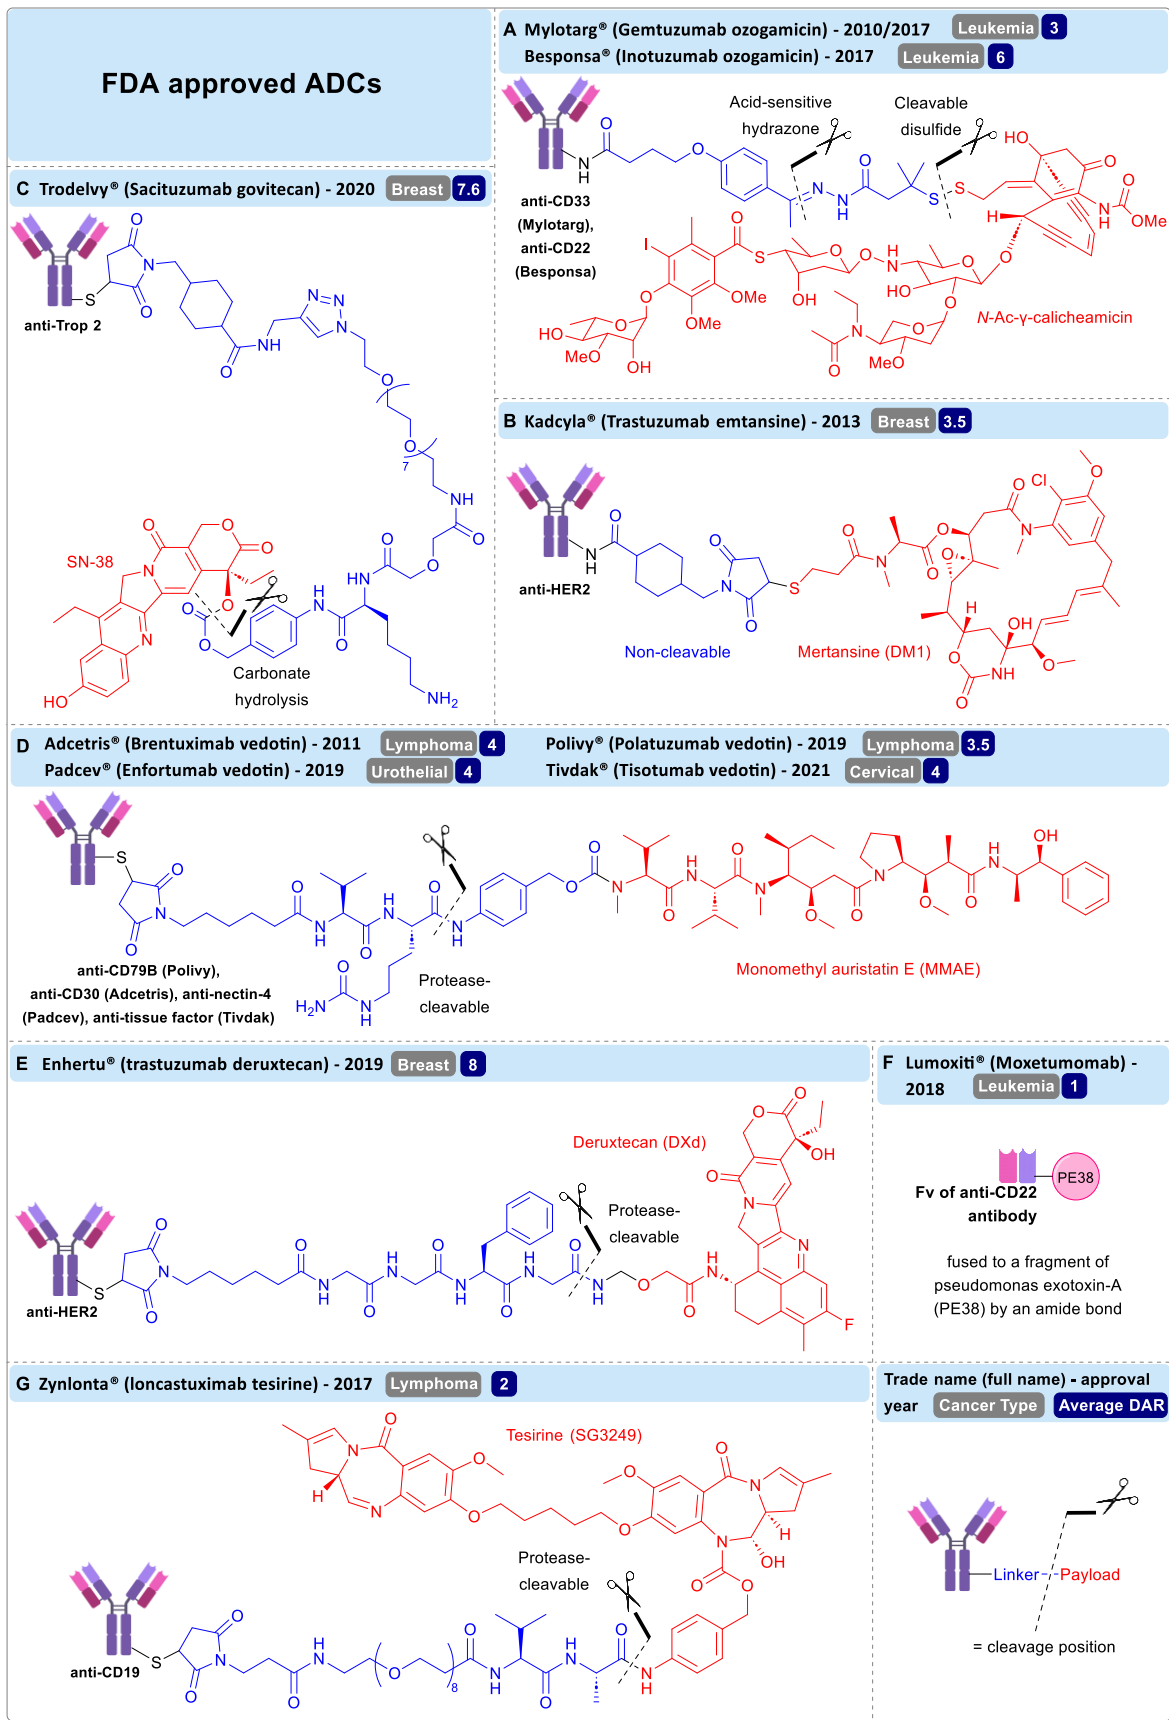 FDA approved ADCs
A Mylotarg® (Gemtuzumab ozogamicin) - 2010/2017 Leukemia 3
Besponsa® (Inotuzumab ozogamicin) - 2017 Leukemia 6
Acid-sensitive
hydrazone
Cleavable
disulfide
anti-CD33
(Mylotarg),
anti-CD22
(Besponsa)
N-Ac-γ-calicheamicin
B Kadcyla® (Trastuzumab emtansine) - 2013 Breast 3.5
anti-HER2
Non-cleavable
Mertansine (DM1)
C Trodelvy® (Sacituzumab govitecan) - 2020 Breast 7.6
anti-Trop 2
7
SN-38
Carbonate
hydrolysis
D Adcetris® (Brentuximab vedotin) - 2011 Lymphoma 4 Polivy® (Polatuzumab vedotin) - 2019 Lymphoma 3.5
Padcev® (Enfortumab vedotin) - 2019 Urothelial 4 Tivdak® (Tisotumab vedotin) - 2021 Cervical 4
anti-CD79B (Polivy),
anti-CD30 (Adcetris), anti-nectin-4
(Padcev), anti-tissue factor (Tivdak)
Protease-
cleavable
Monomethyl auristatin E (MMAE)
E Enhertu® (trastuzumab deruxtecan) - 2019 Breast 8
Deruxtecan (DXd)
Protease-
cleavable
anti-HER2
F Lumoxiti® (Moxetumomab) -
2018 Leukemia 1
PE38
Fv of anti-CD22
antibody
fused to a fragment of
pseudomonas exotoxin-A
(PE38) by an amide bond
G Zynlonta® (loncastuximab tesirine) - 2017 Lymphoma 2
Tesirine (SG3249)
Protease-
cleavable
anti-CD19
8
Trade name (full name) - approval
year Cancer Type Average DAR
Linker Payload
= cleavage position